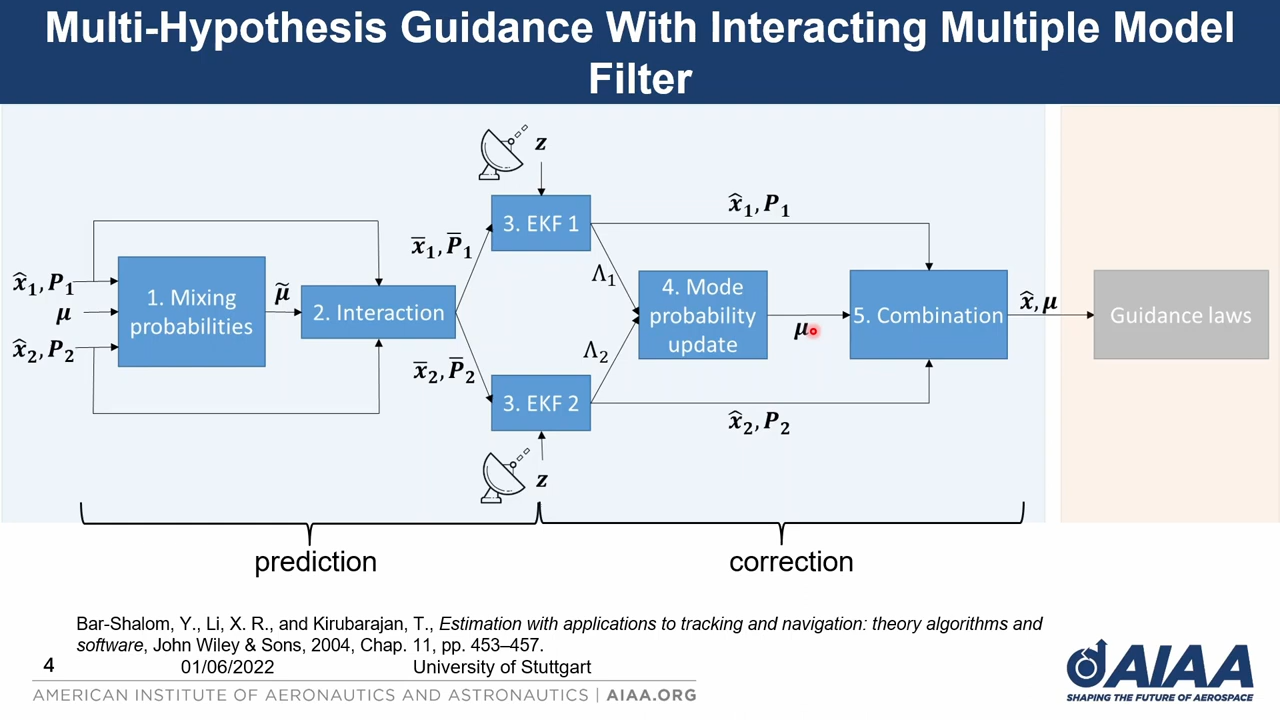 Multi-Hypothesis Guidance With Interacting Multiple Model
Filter
z
x̂₁, P₁
3. EKF 1
x̄₁, P̄₁
x̂₁, P₁
μ
x̂₂, P₂
1. Mixing
probabilities
μ̃
2. Interaction
Λ₁
Λ₂
4. Mode
probability
update
μ
5. Combination
x̂, μ
Guidance laws
x̄₂, P̄₂
3. EKF 2
x̂₂, P₂
z
prediction
correction
Bar-Shalom, Y., Li, X. R., and Kirubarajan, T., Estimation with applications to tracking and navigation: theory algorithms and
software, John Wiley & Sons, 2004, Chap. 11, pp. 453–457.
4 01/06/2022 University of Stuttgart
AMERICAN INSTITUTE OF AERONAUTICS AND ASTRONAUTICS | AIAA.ORG
AIAA
SHAPING THE FUTURE OF AEROSPACE